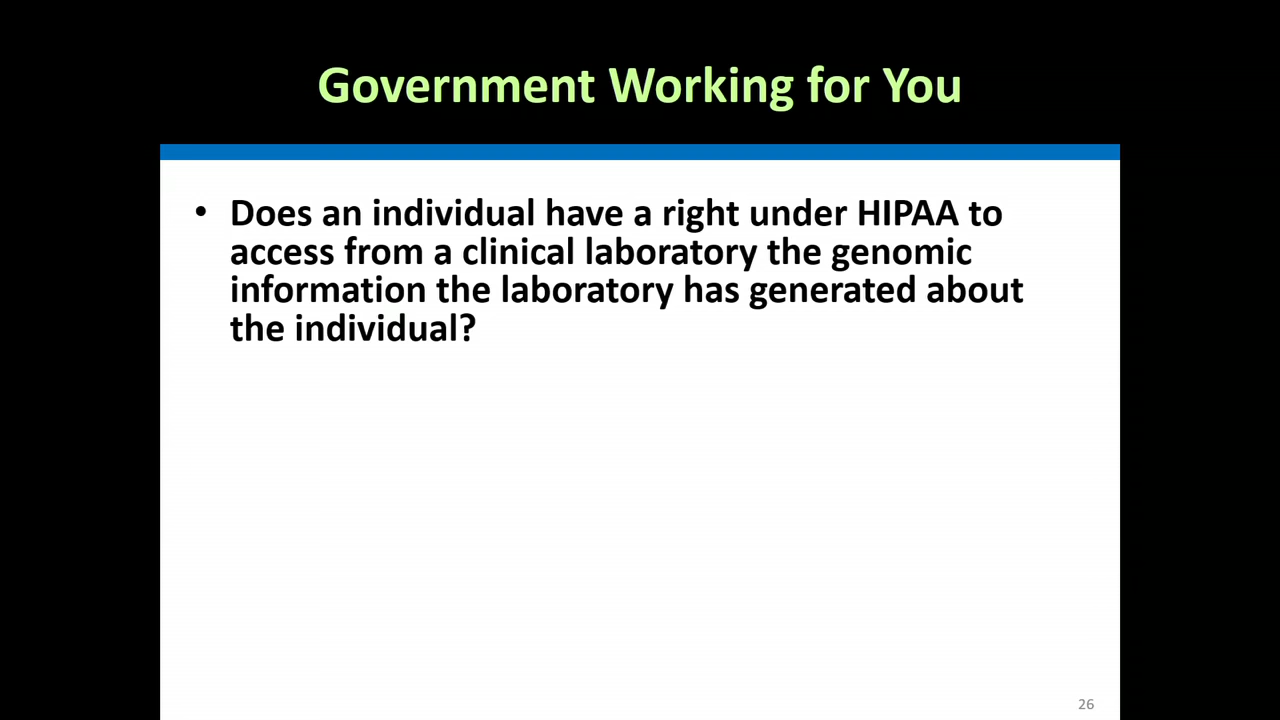 Government Working for You
• Does an individual have a right under HIPAA to
access from a clinical laboratory the genomic
information the laboratory has generated about
the individual?
26